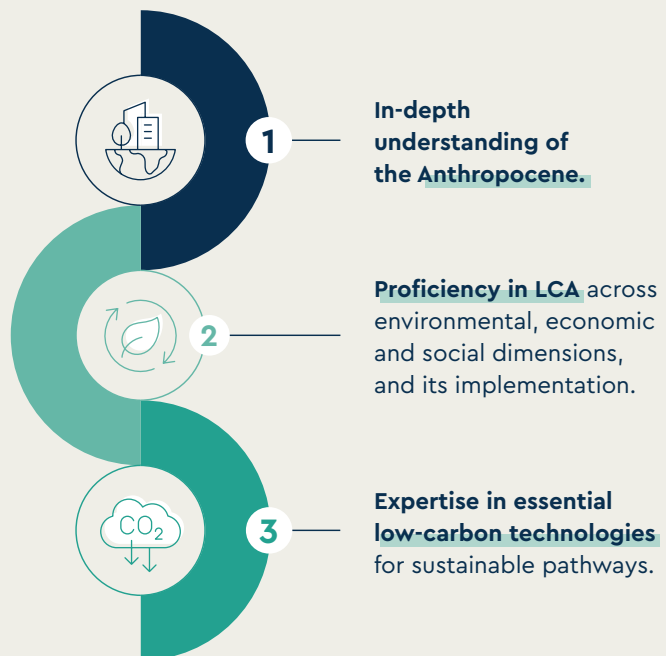 1
In-depth
understanding of
the Anthropocene.
2
Proficiency in LCA across
environmental, economic
and social dimensions,
and its implementation.
CO₂
3
Expertise in essential
low-carbon technologies
for sustainable pathways.